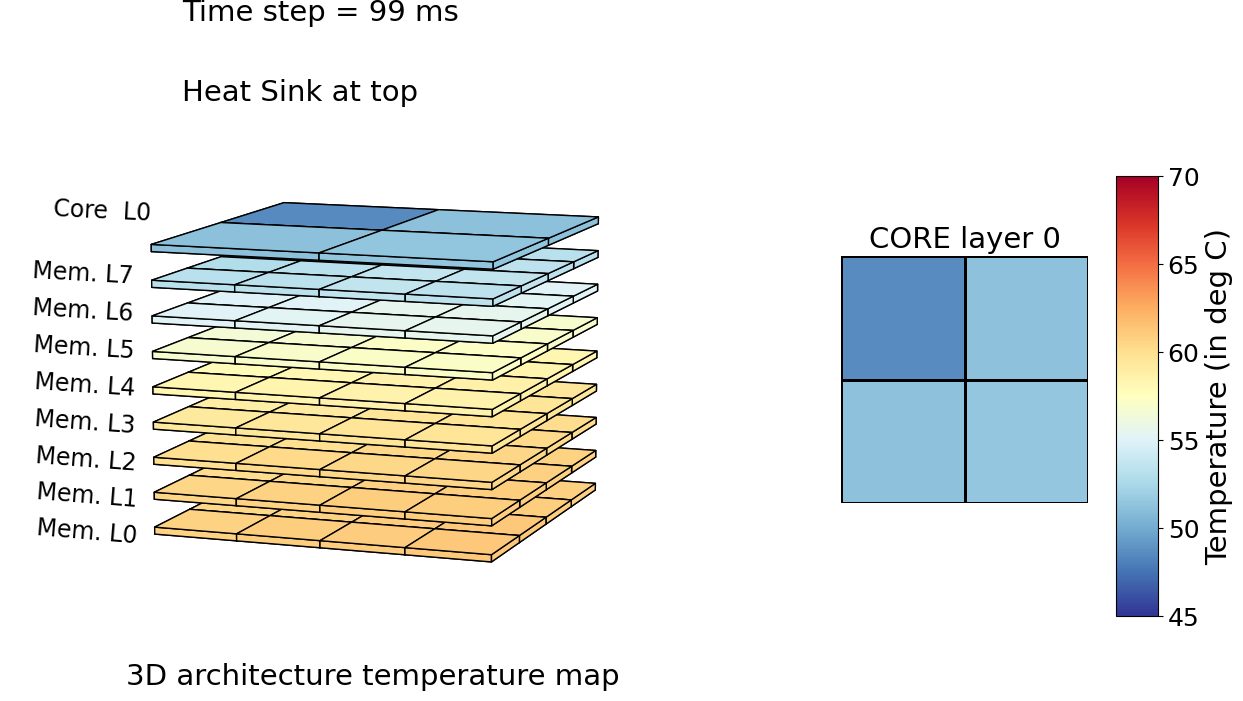 Time step = 99 ms
Heat Sink at top
Core L0
Mem. L7
Mem. L6
Mem. L5
Mem. L4
Mem. L3
Mem. L2
Mem. L1
Mem. L0
3D architecture temperature map
CORE layer 0
70
65
60
55
50
45
Temperature (in deg C)